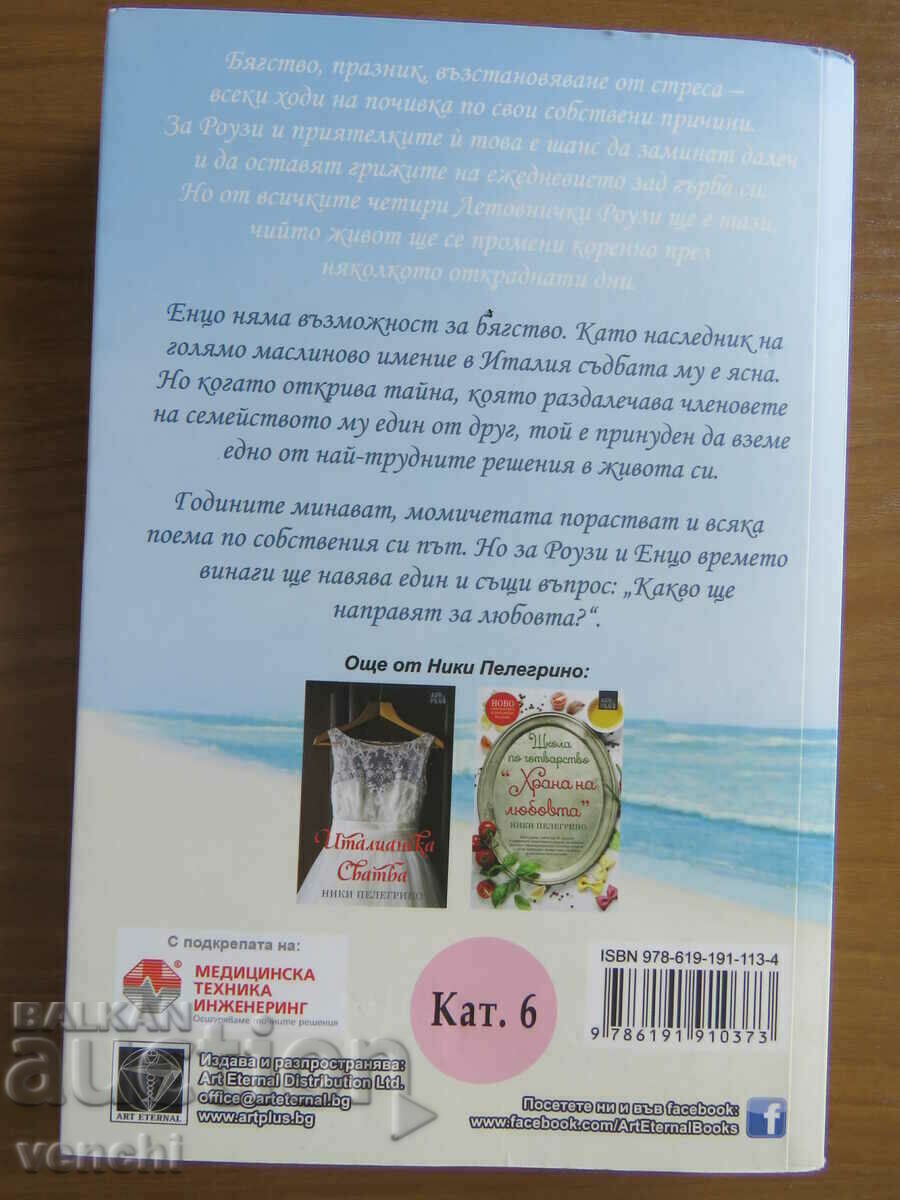 Бягство, празник, възстановяване от стреса –
всеки ходи на почивка по свои собствени причини.
За Роузи и приятелките ѝ това е шанс да заминат далеч
и да оставят грижите на ежедневието зад гърба си.
Но от всичките четири Летовнички Роузи ще е тази,
чийто живот ще се промени коренно през
няколкото откраднати дни.
Енцо няма възможност за бягство. Като наследник на
голямо маслиново имение в Италия съдбата му е ясна.
Но когато открива тайна, която раздалечава членовете
на семейството му един от друг, той е принуден да вземе
едно от най-трудните решения в живота си.
Годините минават, момичетата порастват и всяка
поема по собствения си път. Но за Роузи и Енцо времето
винаги ще навява един и същи въпрос: „Какво ще
направят за любовта?“.
Още от Ники Пелегрино:
Италианска
Сватба
НИКИ ПЕЛЕГРИНО
НОВО
Школа
по готварство
“Храна на
любовта”
НИКИ ПЕЛЕГРИНО
С подкрепата на:
МЕДИЦИНСКА
ТЕХНИКА
ИНЖЕНЕРИНГ
Осигуряваме точните решения
Кат. 6
ISBN 978-619-191-113-4
9 786191 910373
ART ETERNAL
Издава и разпространява:
Art Eternal Distribution Ltd.
office@arteternal.bg
www.artplus.bg
Посетете ни и във facebook:
www.facebook.com/ArtEternalBooks
f
BALKAN
auction
venchi